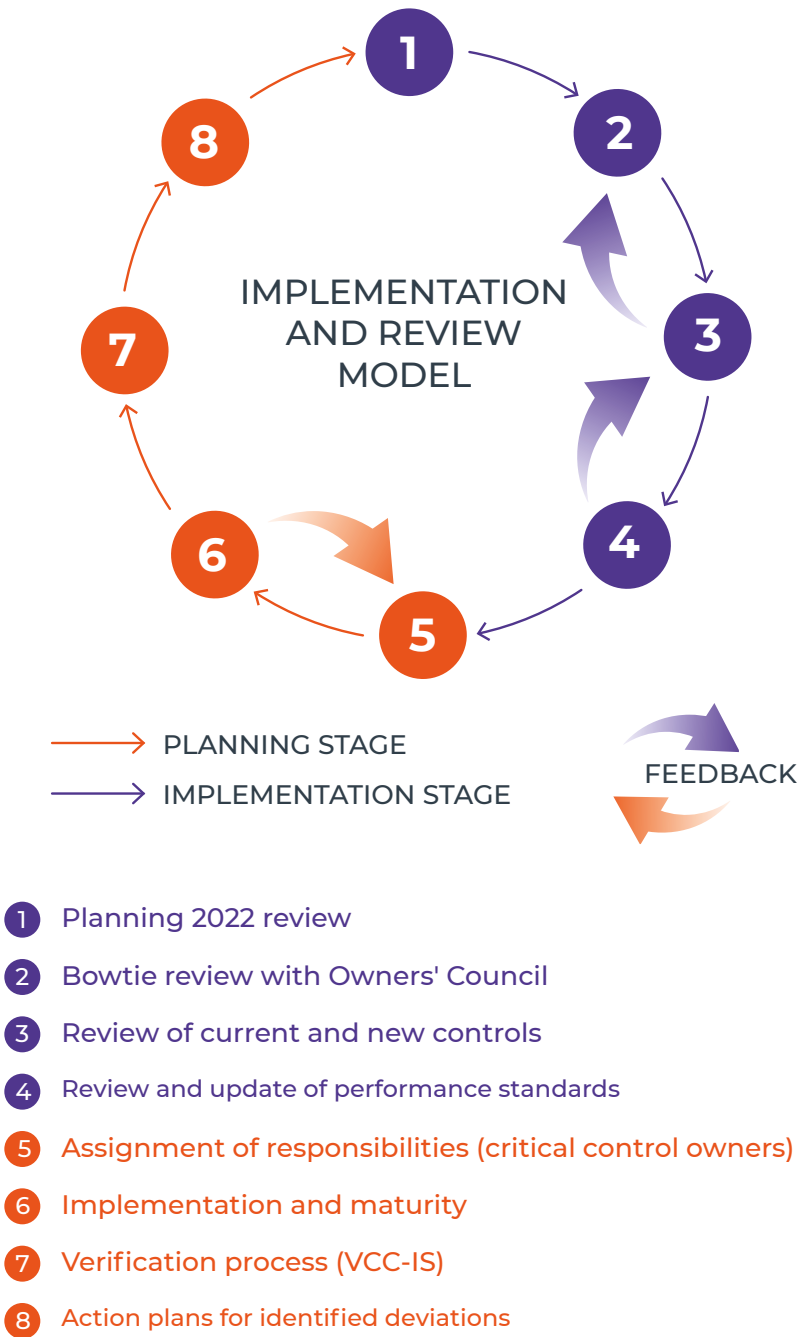 1
2
8
IMPLEMENTATION
AND REVIEW
MODEL
3
7
4
6
5
PLANNING STAGE
IMPLEMENTATION STAGE
FEEDBACK
1 Planning 2022 review
2 Bowtie review with Owners' Council
3 Review of current and new controls
4 Review and update of performance standards
5 Assignment of responsibilities (critical control owners)
6 Implementation and maturity
7 Verification process (VCC-IS)
8 Action plans for identified deviations